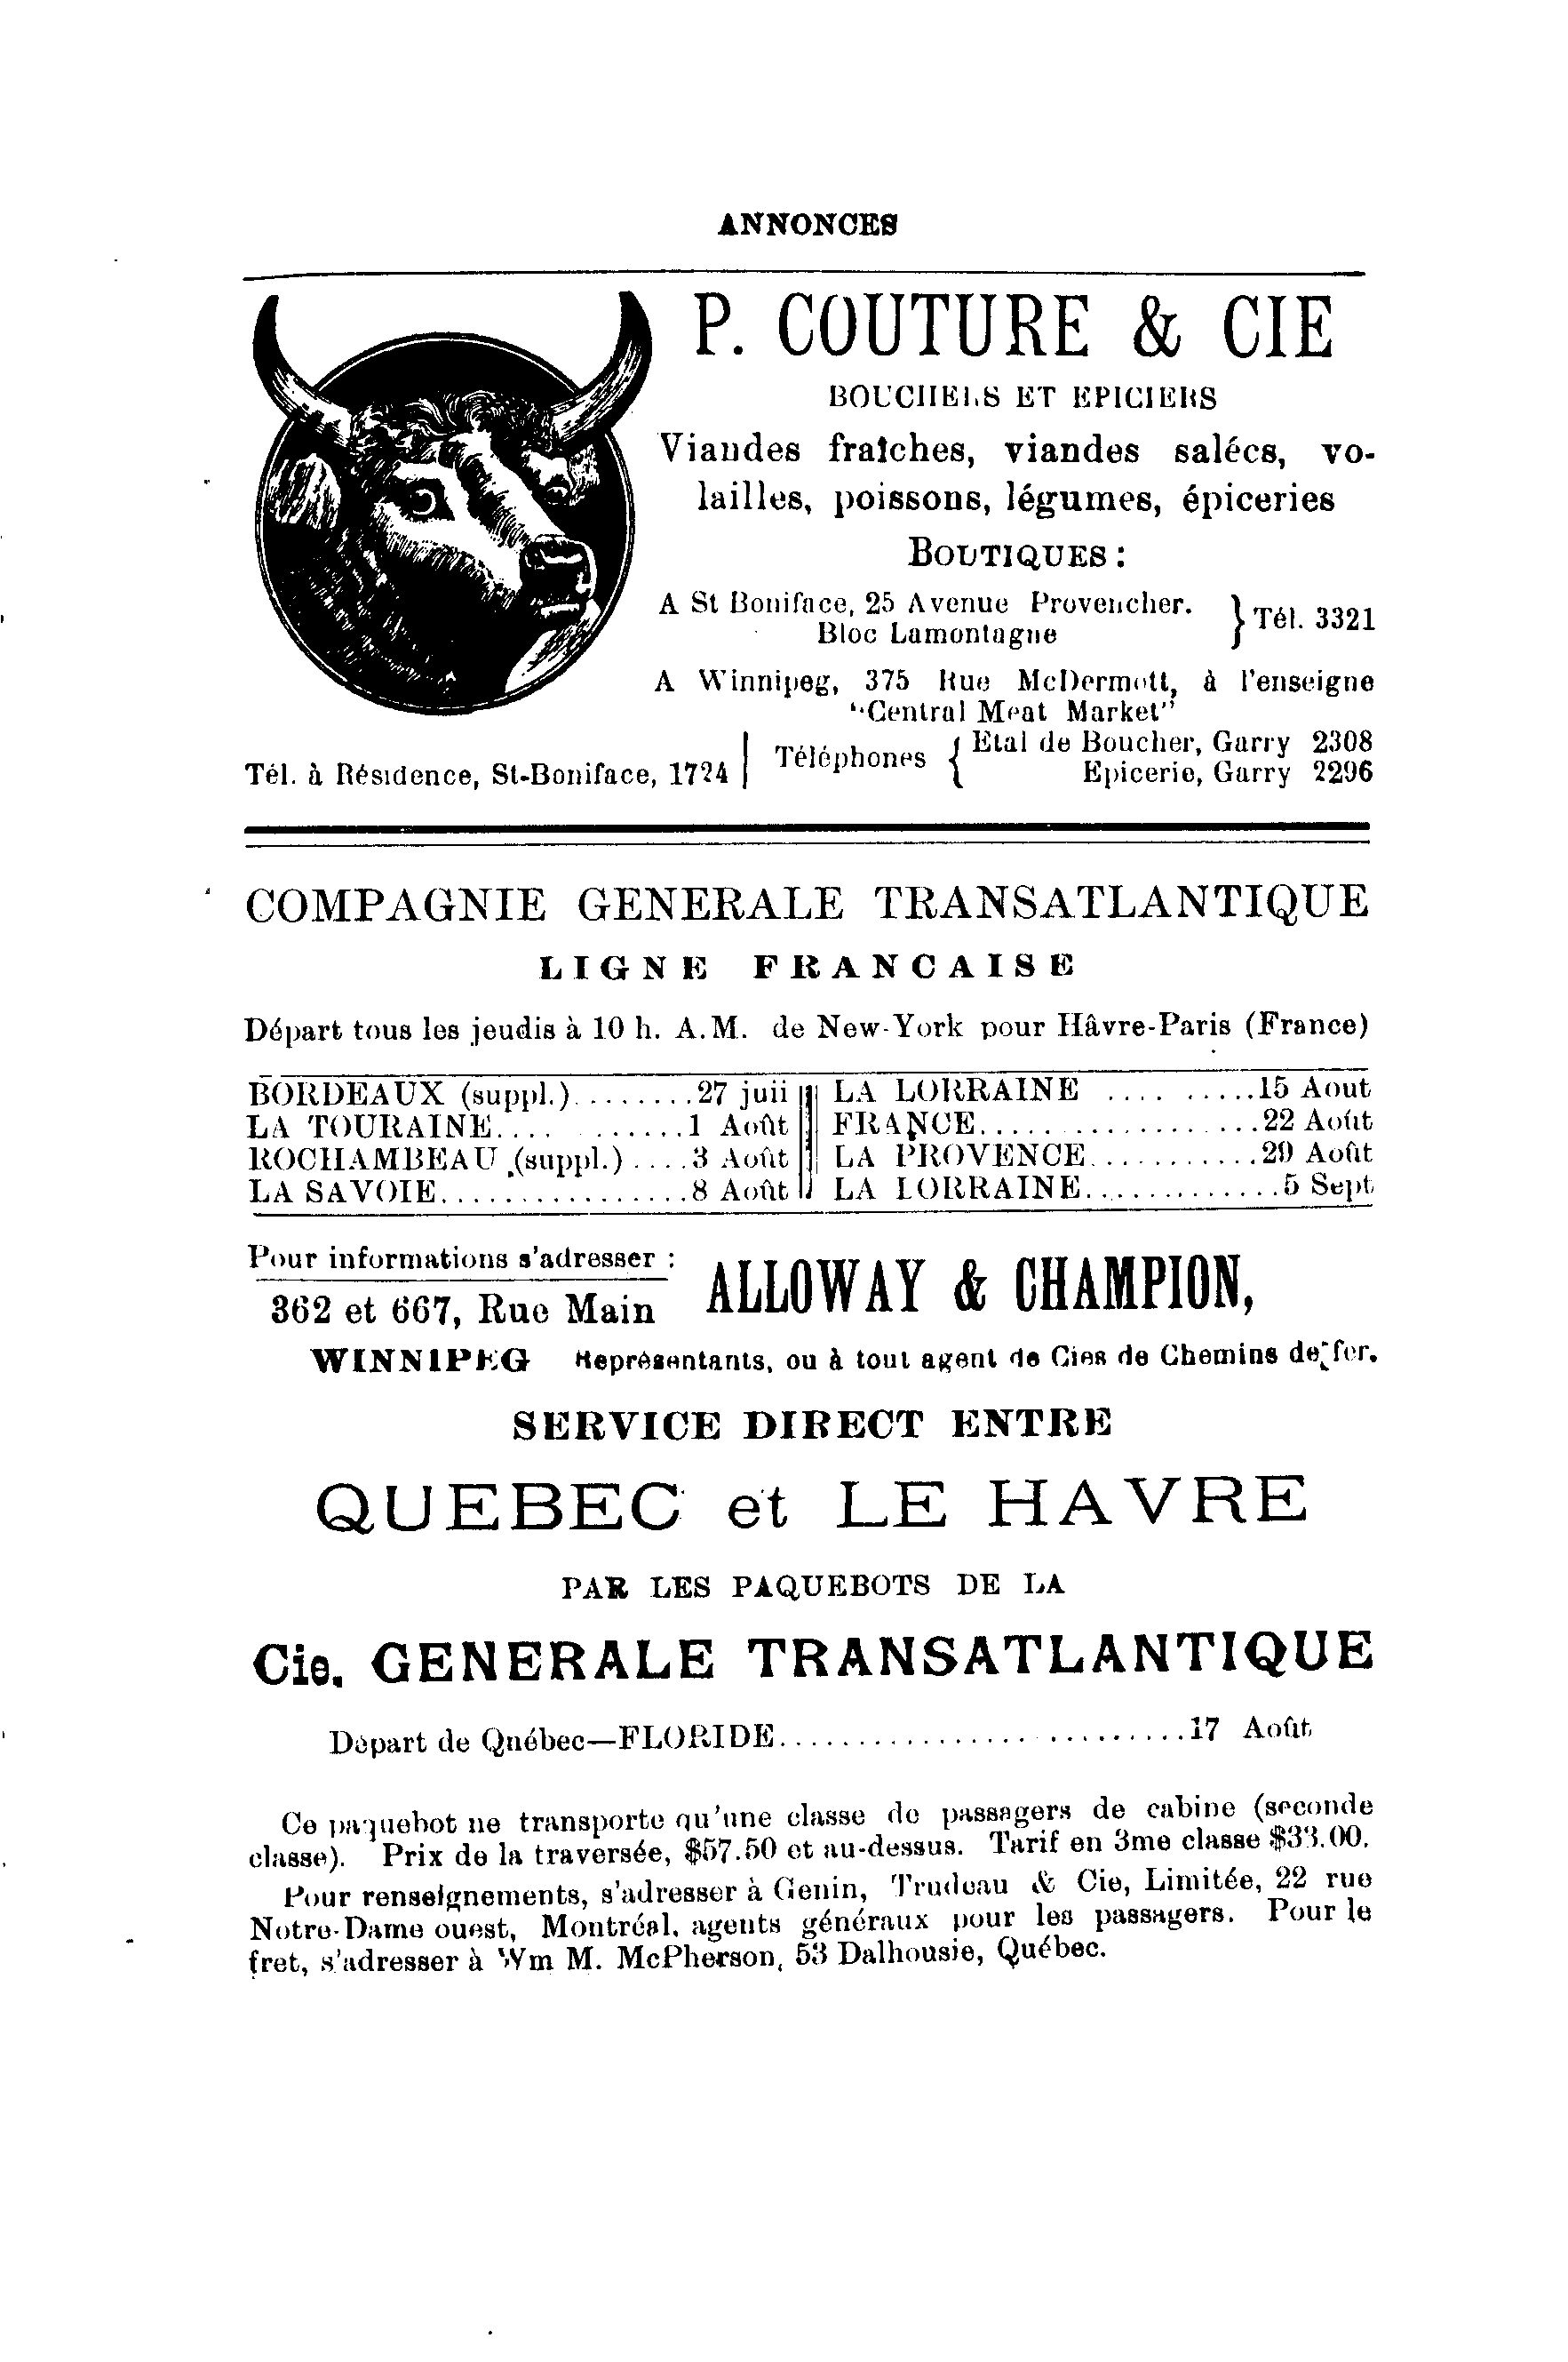 ANNONCES
P. COUTURE & CIE
BOUCHERS ET EPICIERS
Viandes fraîches, viandes salées, vo-
lailles, poissons, légumes, épiceries
BOUTIQUES :
A St Boniface, 25 Avenue Provencher. } Tél. 3321
Bloc Lamontagne
A Winnipeg, 375 Rue McDermott, à l'enseigne
"Central Meat Market"
Tél. à Résidence, St-Boniface, 1724 | Téléphones { Etal de Boucher, Garry 2308
Epicerie, Garry 2296
COMPAGNIE GENERALE TRANSATLANTIQUE
LIGNE FRANCAISE
Départ tous les jeudis à 10 h. A.M. de New-York pour Hâvre-Paris (France)
BORDEAUX (suppl.)........27 juil
LA TOURAINE.... .......1 Août
ROCHAMBEAU (suppl.)....3 Août
LA SAVOIE................8 Août
LA LORRAINE .... ......15 Aout
FRANCE..................22 Août
LA PROVENCE...........29 Août
LA LORRAINE.............5 Sept
Pour informations s'adresser :
362 et 667, Rue Main
ALLOWAY & CHAMPION,
WINNIPEG Représentants, ou à tout agent de Cies de Chemins de fer.
SERVICE DIRECT ENTRE
QUEBEC et LE HAVRE
PAR LES PAQUEBOTS DE LA
Cie. GENERALE TRANSATLANTIQUE
Départ de Québec—FLORIDE..........................17 Août
Ce paquebot ne transporte qu'une classe de passagers de cabine (seconde
classe). Prix de la traversée, $57.50 et au-dessus. Tarif en 3me classe $33.00.
Pour renseignements, s'adresser à Genin, Trudeau & Cie, Limitée, 22 rue
Notre-Dame ouest, Montréal, agents généraux pour les passagers. Pour le
fret, s'adresser à Wm M. McPherson, 53 Dalhousie, Québec.